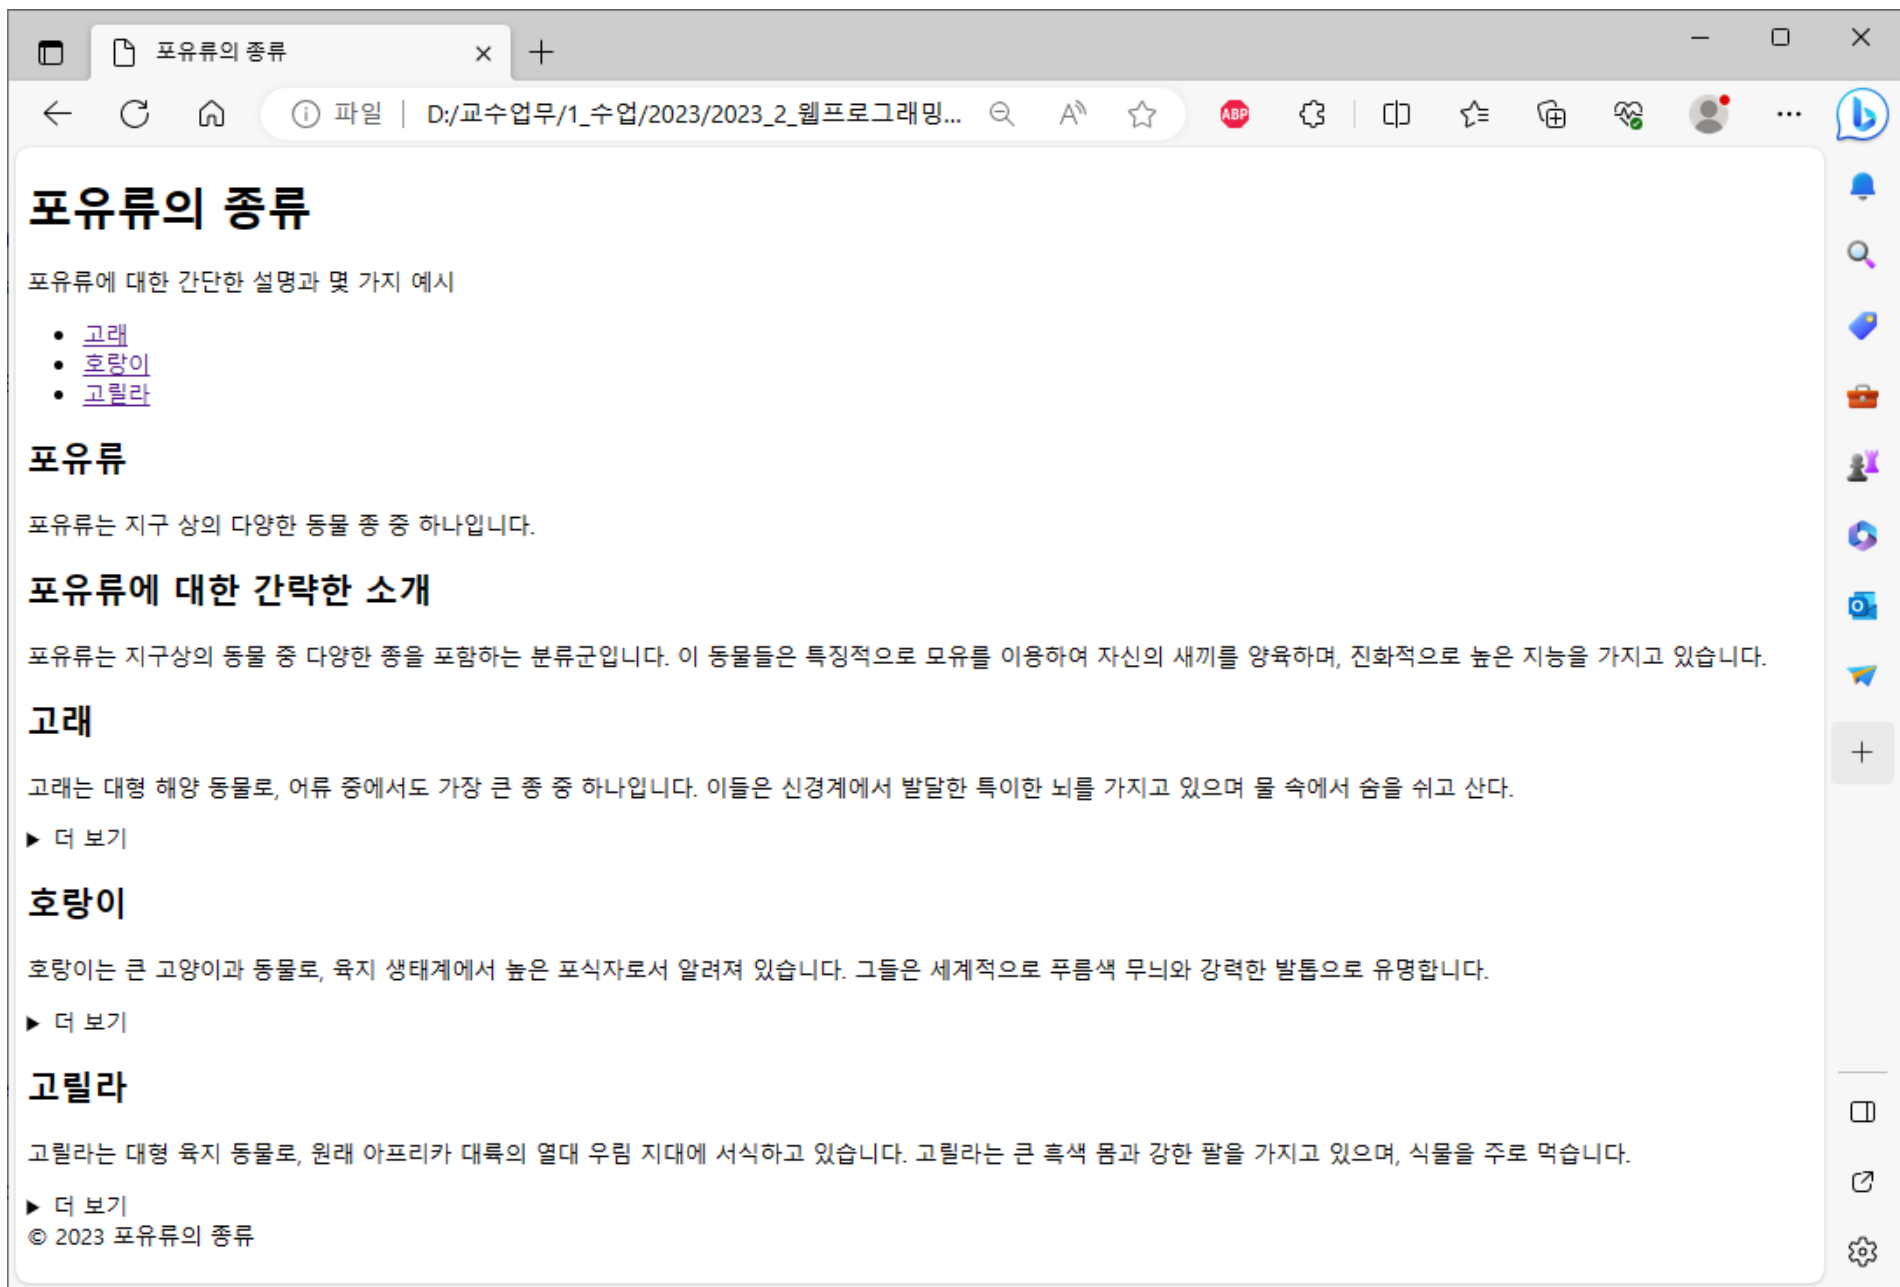 포유류의 종류
파일
D:/교수업무/1_수업/2023/2023_2_웹프로그래밍...
ABP
포유류의 종류
포유류에 대한 간단한 설명과 몇 가지 예시
고래
호랑이
고릴라
포유류
포유류는 지구 상의 다양한 동물 종 중 하나입니다.
포유류에 대한 간략한 소개
포유류는 지구상의 동물 중 다양한 종을 포함하는 분류군입니다. 이 동물들은 특징적으로 모유를 이용하여 자신의 새끼를 양육하며, 진화적으로 높은 지능을 가지고 있습니다.
고래
고래는 대형 해양 동물로, 어류 중에서도 가장 큰 종 중 하나입니다. 이들은 신경계에서 발달한 특이한 뇌를 가지고 있으며 물 속에서 숨을 쉬고 산다.
▶ 더 보기
호랑이
호랑이는 큰 고양이과 동물로, 육지 생태계에서 높은 포식자로서 알려져 있습니다. 그들은 세계적으로 푸름색 무늬와 강력한 발톱으로 유명합니다.
▶ 더 보기
고릴라
고릴라는 대형 육지 동물로, 원래 아프리카 대륙의 열대 우림 지대에 서식하고 있습니다. 고릴라는 큰 흑색 몸과 강한 팔을 가지고 있으며, 식물을 주로 먹습니다.
▶ 더 보기
© 2023 포유류의 종류